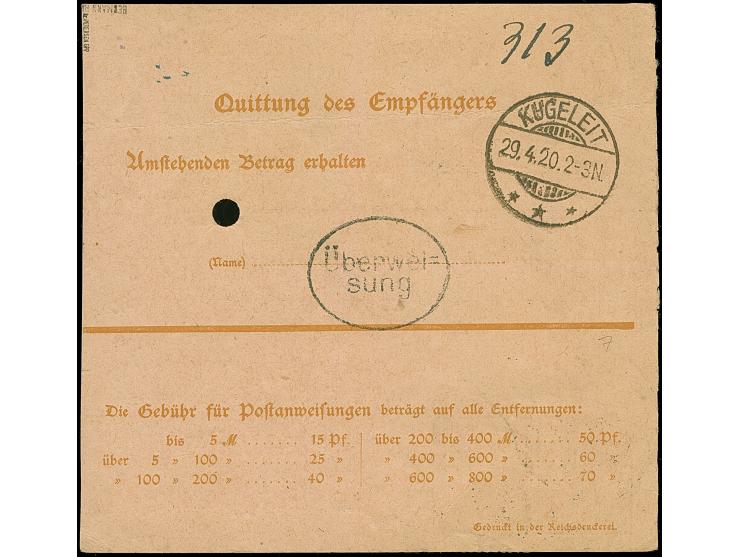 313
Quittung des Empfängers
KUGELEIT
29.4.20.2-3N.
Umstehenden Betrag erhalten
(Name)
Überwei=
sung
7
Die Gebühr für Postanweisungen beträgt auf alle Entfernungen:
bis 5 M ...... 15 Pf. über 200 bis 400 M ...... 50 Pf.
über 5 „ 100 „ ...... 25 „ „ 400 „ 600 „ ...... 60 „
„ 100 „ 200 „ ...... 40 „ „ 600 „ 800 „ ...... 70 „
Gedruckt in der Reichsdruckerei.